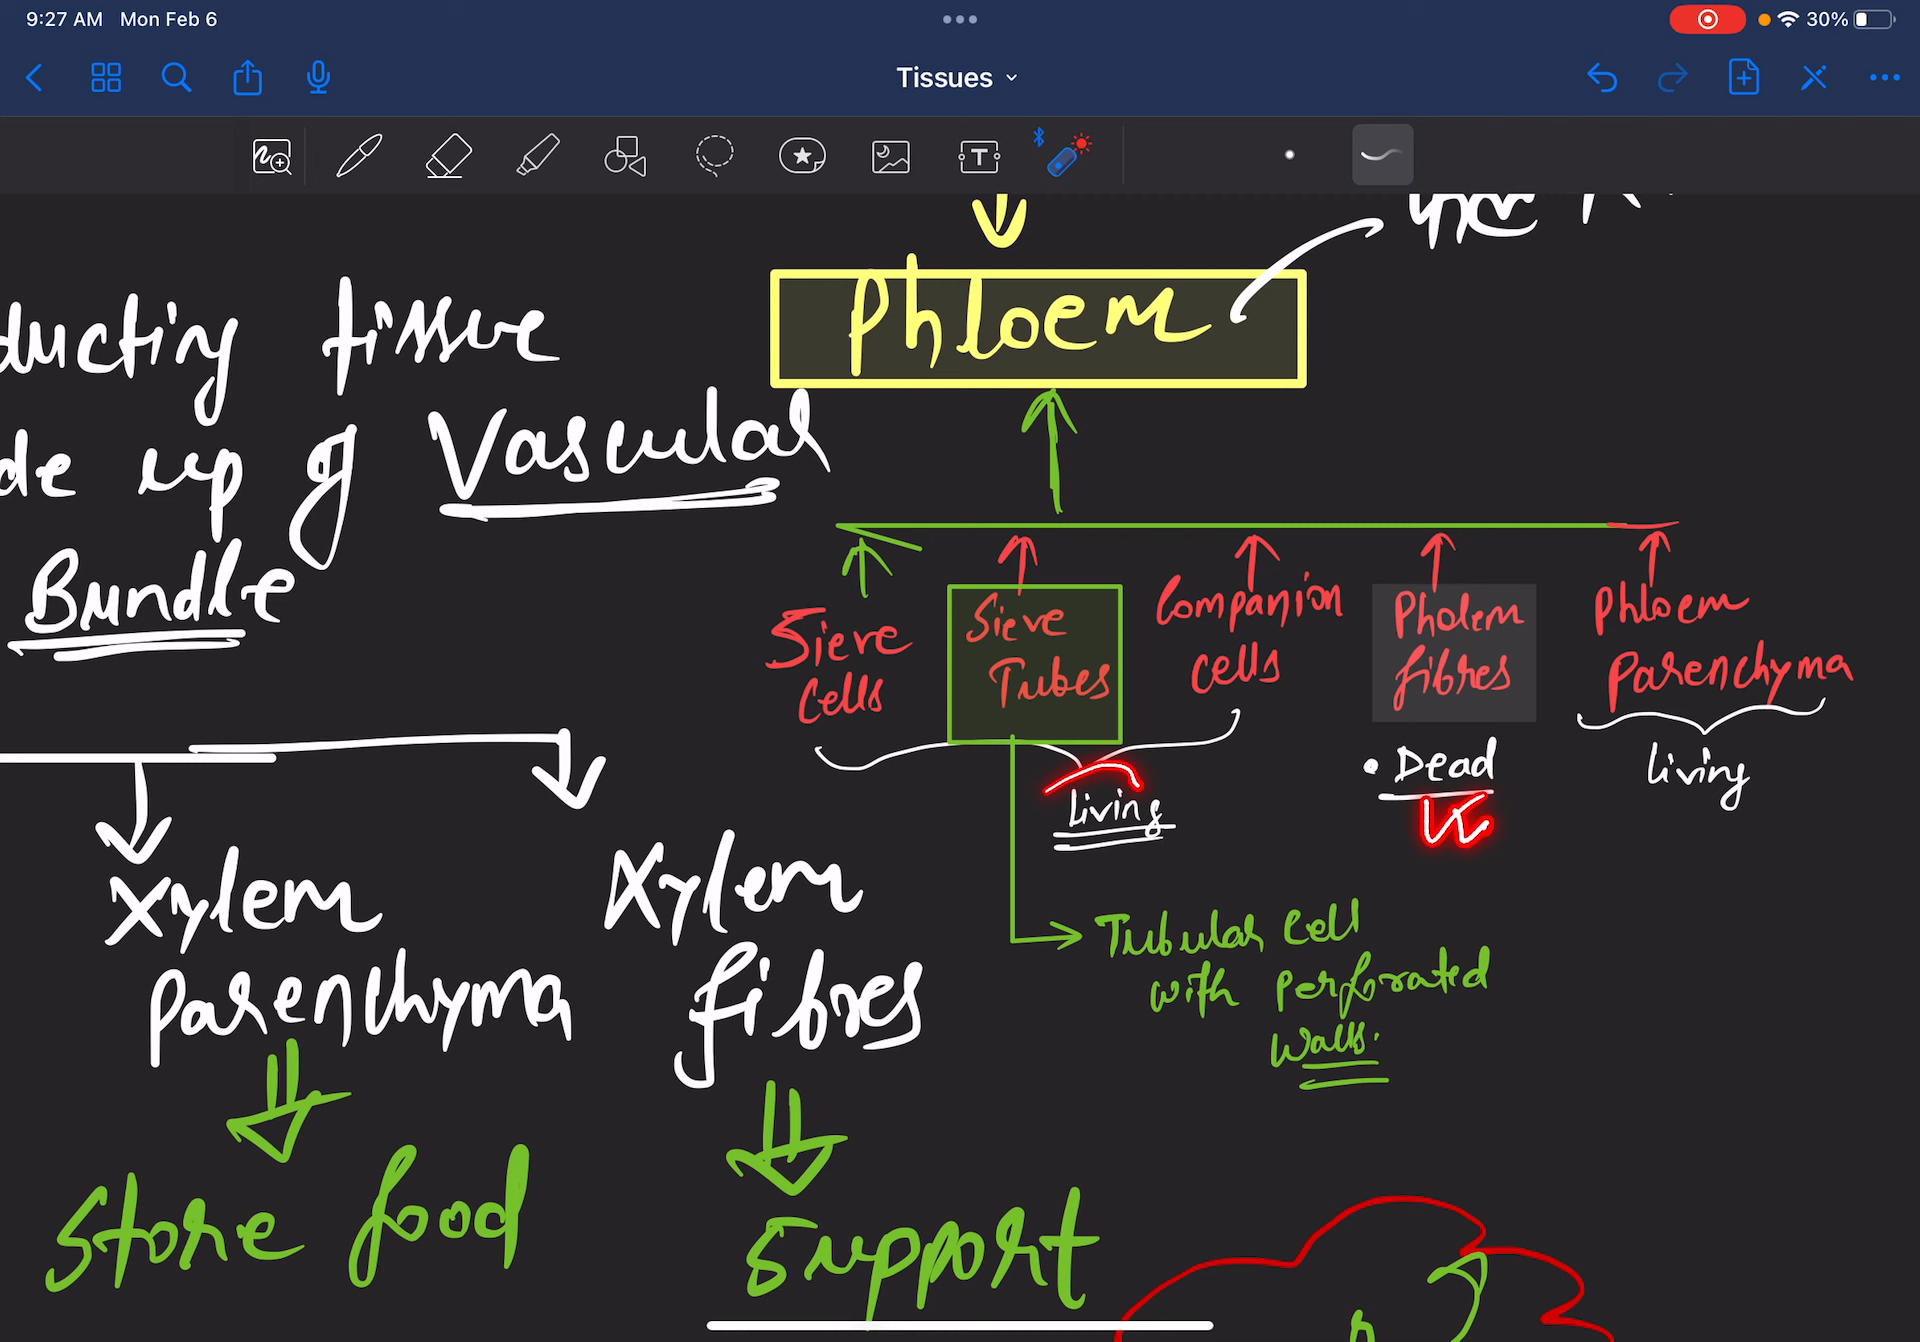 9:27 AM Mon Feb 6
30%
Tissues
Phloem
ducting tissue
de up of Vascular
Bundle
Sieve Cells
Sieve Tubes
Companion cells
Pholem fibres
Phloem Parenchyma
Living
• Dead
living
Tubular Cell
with Perforated
Walls.
Xylem Parenchyma
Xylem fibres
Store food
Support